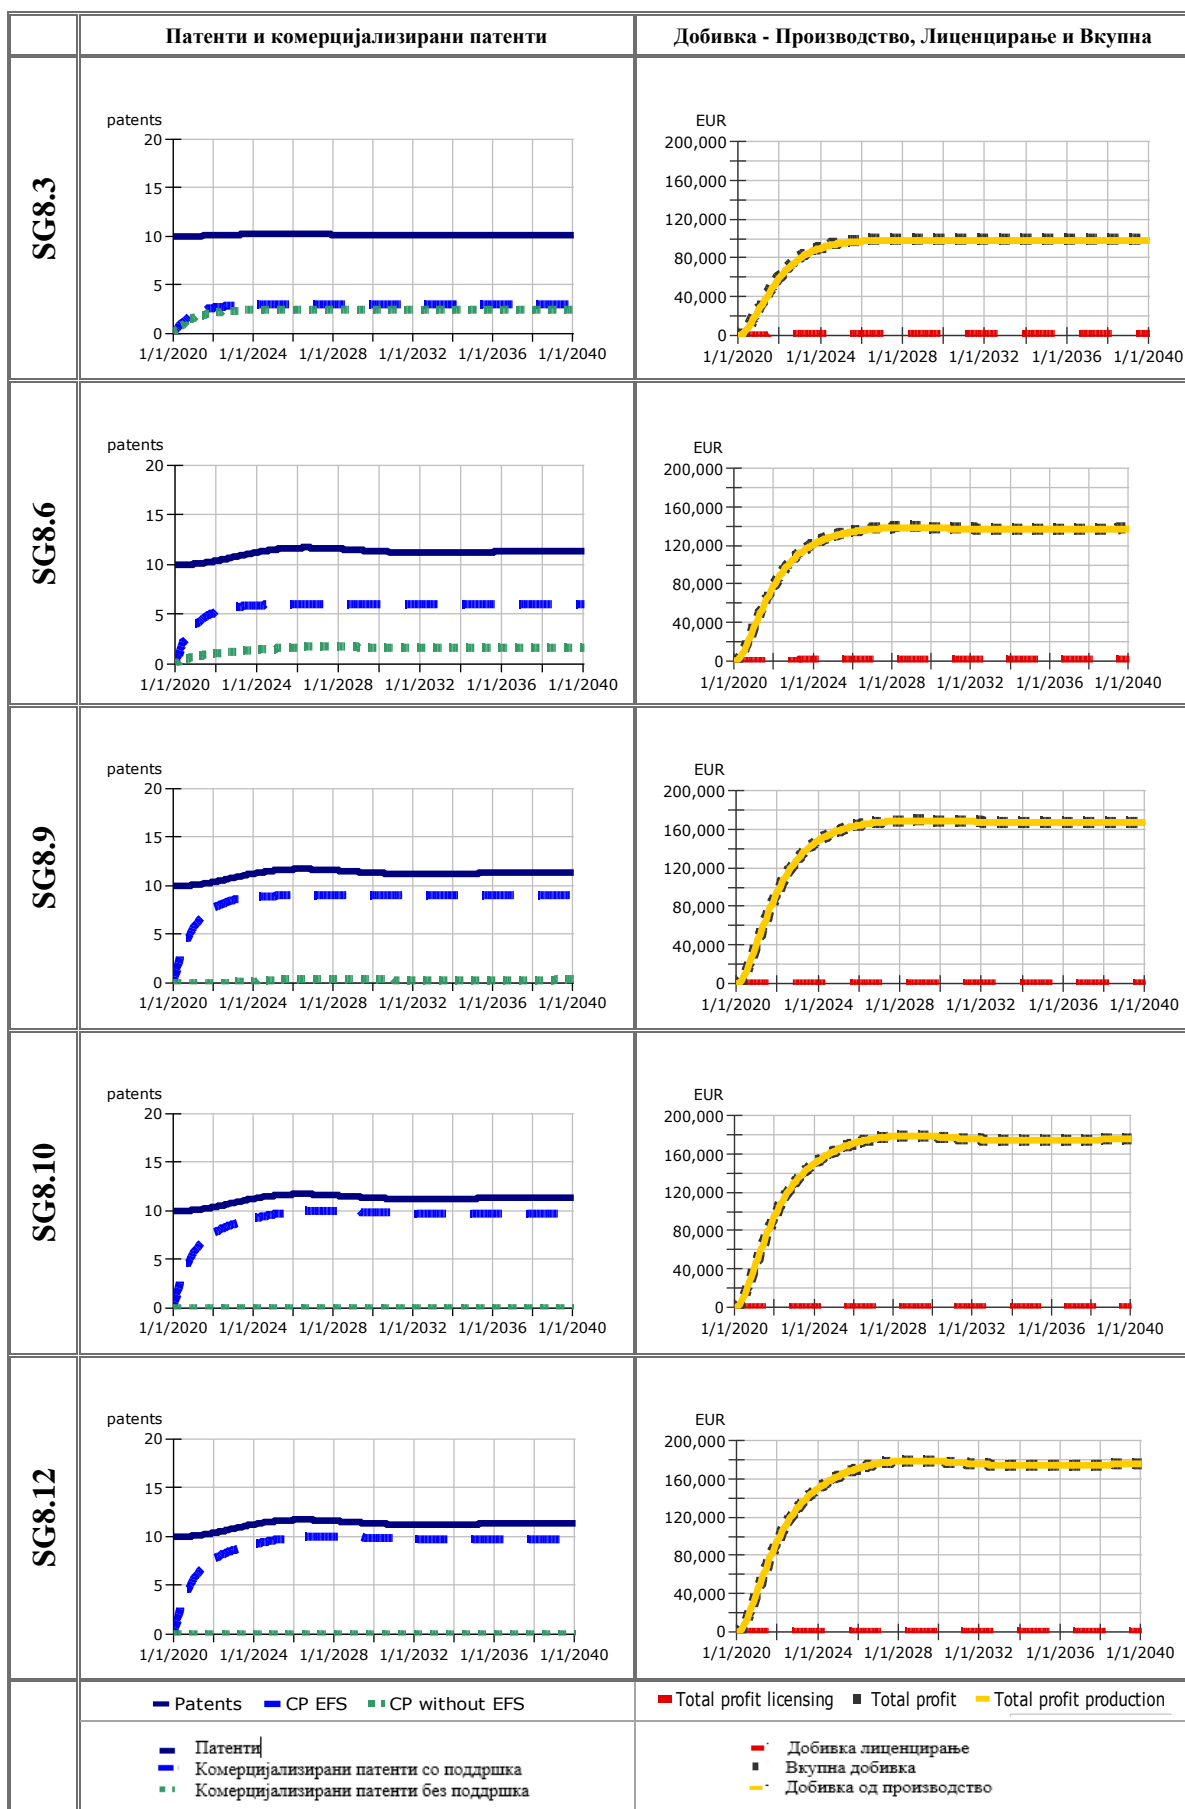 Патенти и комерцијализирани патенти
Добивка - Производство, Лиценцирање и Вкупна
SG8.3
patents
20
15
10
5
0
1/1/2020 1/1/2024 1/1/2028 1/1/2032 1/1/2036 1/1/2040
EUR
200,000
160,000
120,000
80,000
40,000
0
1/1/2020 1/1/2024 1/1/2028 1/1/2032 1/1/2036 1/1/2040
SG8.6
patents
20
15
10
5
0
1/1/2020 1/1/2024 1/1/2028 1/1/2032 1/1/2036 1/1/2040
EUR
200,000
160,000
120,000
80,000
40,000
0
1/1/2020 1/1/2024 1/1/2028 1/1/2032 1/1/2036 1/1/2040
SG8.9
patents
20
15
10
5
0
1/1/2020 1/1/2024 1/1/2028 1/1/2032 1/1/2036 1/1/2040
EUR
200,000
160,000
120,000
80,000
40,000
0
1/1/2020 1/1/2024 1/1/2028 1/1/2032 1/1/2036 1/1/2040
SG8.10
patents
20
15
10
5
0
1/1/2020 1/1/2024 1/1/2028 1/1/2032 1/1/2036 1/1/2040
EUR
200,000
160,000
120,000
80,000
40,000
0
1/1/2020 1/1/2024 1/1/2028 1/1/2032 1/1/2036 1/1/2040
SG8.12
patents
20
15
10
5
0
1/1/2020 1/1/2024 1/1/2028 1/1/2032 1/1/2036 1/1/2040
EUR
200,000
160,000
120,000
80,000
40,000
0
1/1/2020 1/1/2024 1/1/2028 1/1/2032 1/1/2036 1/1/2040
Patents CP EFS CP without EFS
Total profit licensing Total profit Total profit production
Патенти
Комерцијализирани патенти со поддршка
Комерцијализирани патенти без поддршка
Добивка лиценцирање
Вкупна добивка
Добивка од производство